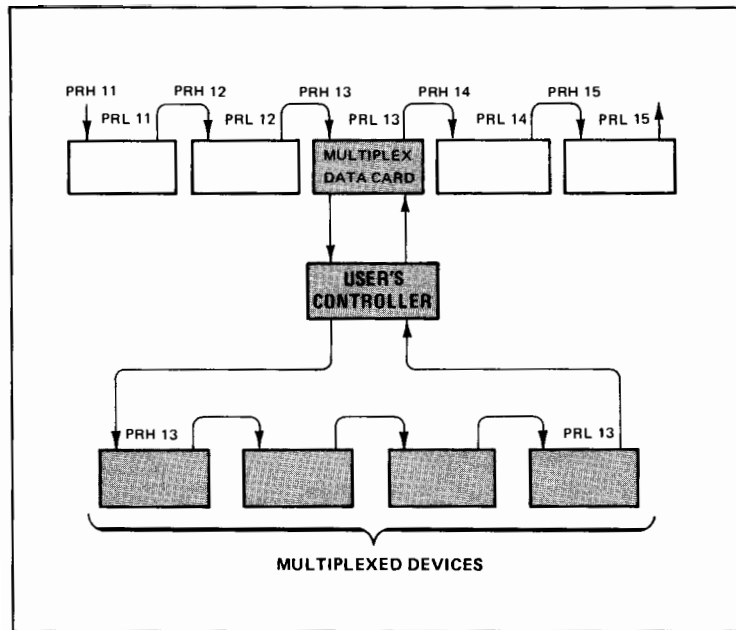 PRH 11 PRH 12 PRH 13 PRH 14 PRH 15
PRL 11 PRL 12 PRL 13 PRL 14 PRL 15
MULTIPLEX
DATA CARD
USER'S
CONTROLLER
PRH 13 PRL 13
MULTIPLEXED DEVICES